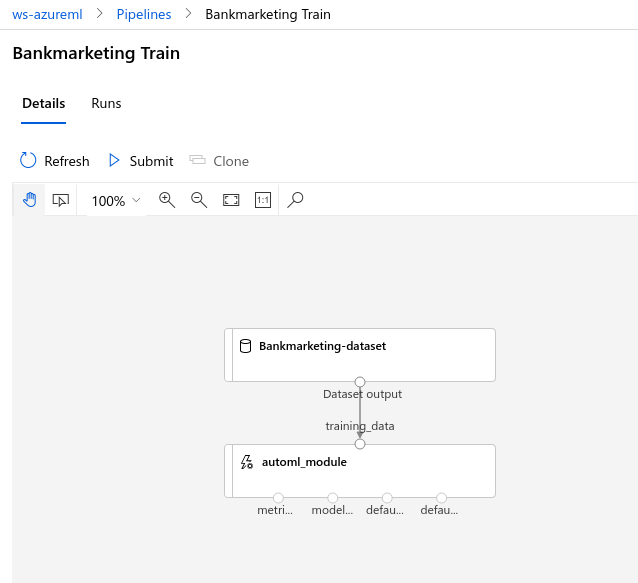 ws-azureml > Pipelines > Bankmarketing Train
Bankmarketing Train
Details Runs
Refresh Submit Clone
100% 1:1
Bankmarketing-dataset
Dataset output
training_data
automl_module
metri... model... defau... defau...